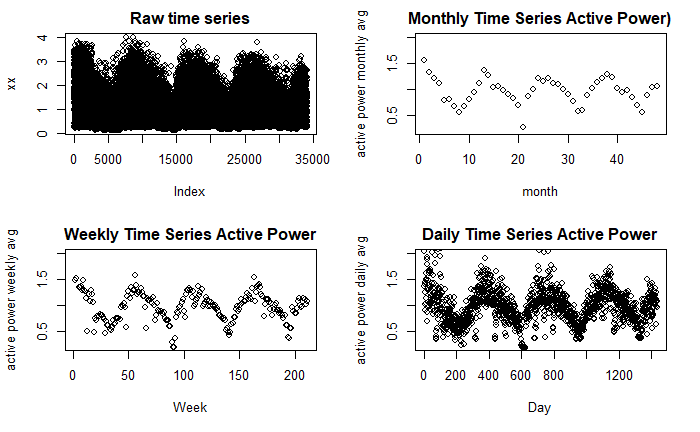 Raw time series
xx
4
3
2
1
0
0 5000 15000 25000 35000
Index
Monthly Time Series Active Power)
active power monthly avg
1.5
0.5
0 10 20 30 40
month
Weekly Time Series Active Power
active power weekly avg
1.5
0.5
0 50 100 150 200
Week
Daily Time Series Active Power
active power daily avg
1.5
0.5
0 200 400 600 800 1200
Day